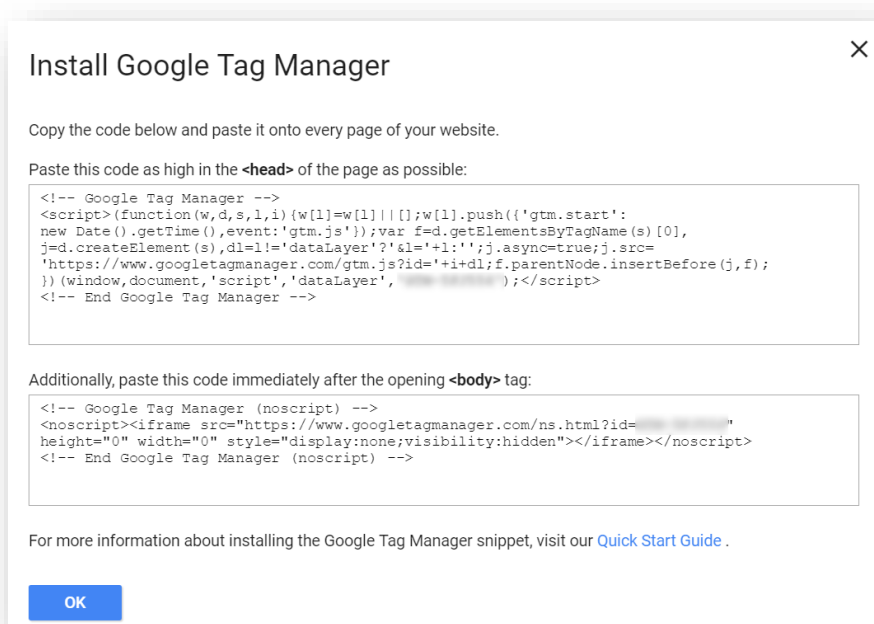 Install Google Tag Manager
Copy the code below and paste it onto every page of your website.
Paste this code as high in the <head> of the page as possible:
<!-- Google Tag Manager -->
<script>(function(w,d,s,l,i){w[l]=w[l]||[];w[l].push({'gtm.start':
new Date().getTime(),event:'gtm.js'});var f=d.getElementsByTagName(s)[0],
j=d.createElement(s),dl=l!='dataLayer'?'&l='+l:'';j.async=true;j.src=
'https://www.googletagmanager.com/gtm.js?id='+i+dl;f.parentNode.insertBefore(j,f);
})(window,document,'script','dataLayer','');</script>
<!-- End Google Tag Manager -->
Additionally, paste this code immediately after the opening <body> tag:
<!-- Google Tag Manager (noscript) -->
<noscript><iframe src="https://www.googletagmanager.com/ns.html?id="
height="0" width="0" style="display:none;visibility:hidden"></iframe></noscript>
<!-- End Google Tag Manager (noscript) -->
For more information about installing the Google Tag Manager snippet, visit our Quick Start Guide .
OK